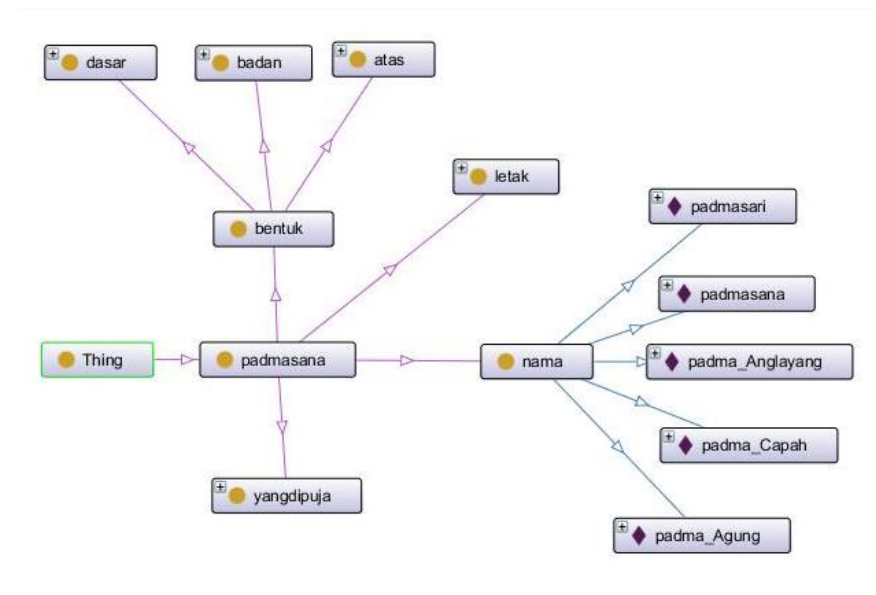 dasar
badan
atas
letak
bentuk
padmasari
padmasana
Thing
padmasana
nama
padma_Anglayang
padma_Capah
yangdipuja
padma_Agung